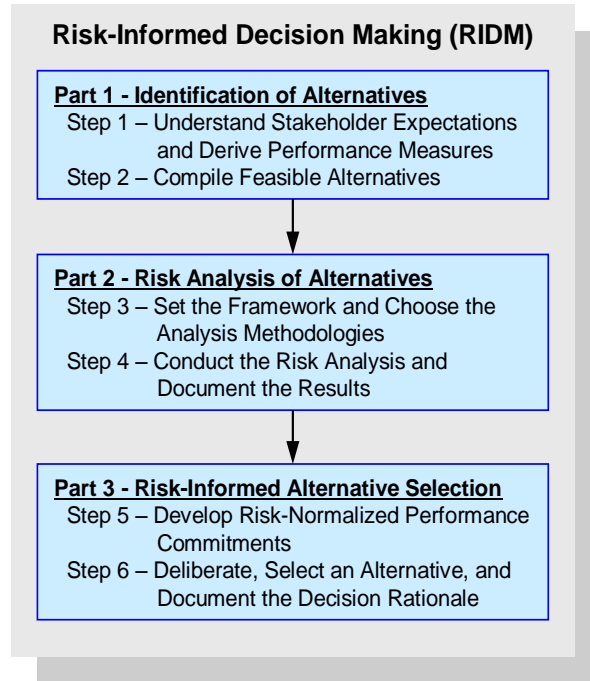 Risk-Informed Decision Making (RIDM)
Part 1 - Identification of Alternatives
Step 1 – Understand Stakeholder Expectations
and Derive Performance Measures
Step 2 – Compile Feasible Alternatives
Part 2 - Risk Analysis of Alternatives
Step 3 – Set the Framework and Choose the
Analysis Methodologies
Step 4 – Conduct the Risk Analysis and
Document the Results
Part 3 - Risk-Informed Alternative Selection
Step 5 – Develop Risk-Normalized Performance
Commitments
Step 6 – Deliberate, Select an Alternative, and
Document the Decision Rationale